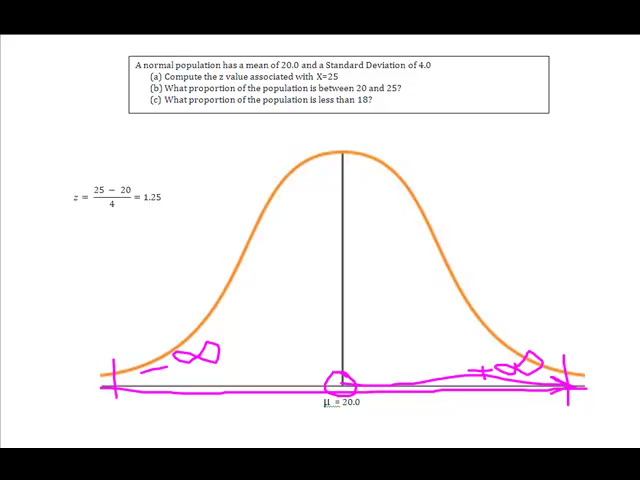 A normal population has a mean of 20.0 and a Standard Deviation of 4.0
(a) Compute the z value associated with X=25
(b) What proportion of the population is between 20 and 25?
(c) What proportion of the population is less than 18?
z = 25 − 20 / 4 = 1.25
− ∞
+ ∞
μ = 20.0